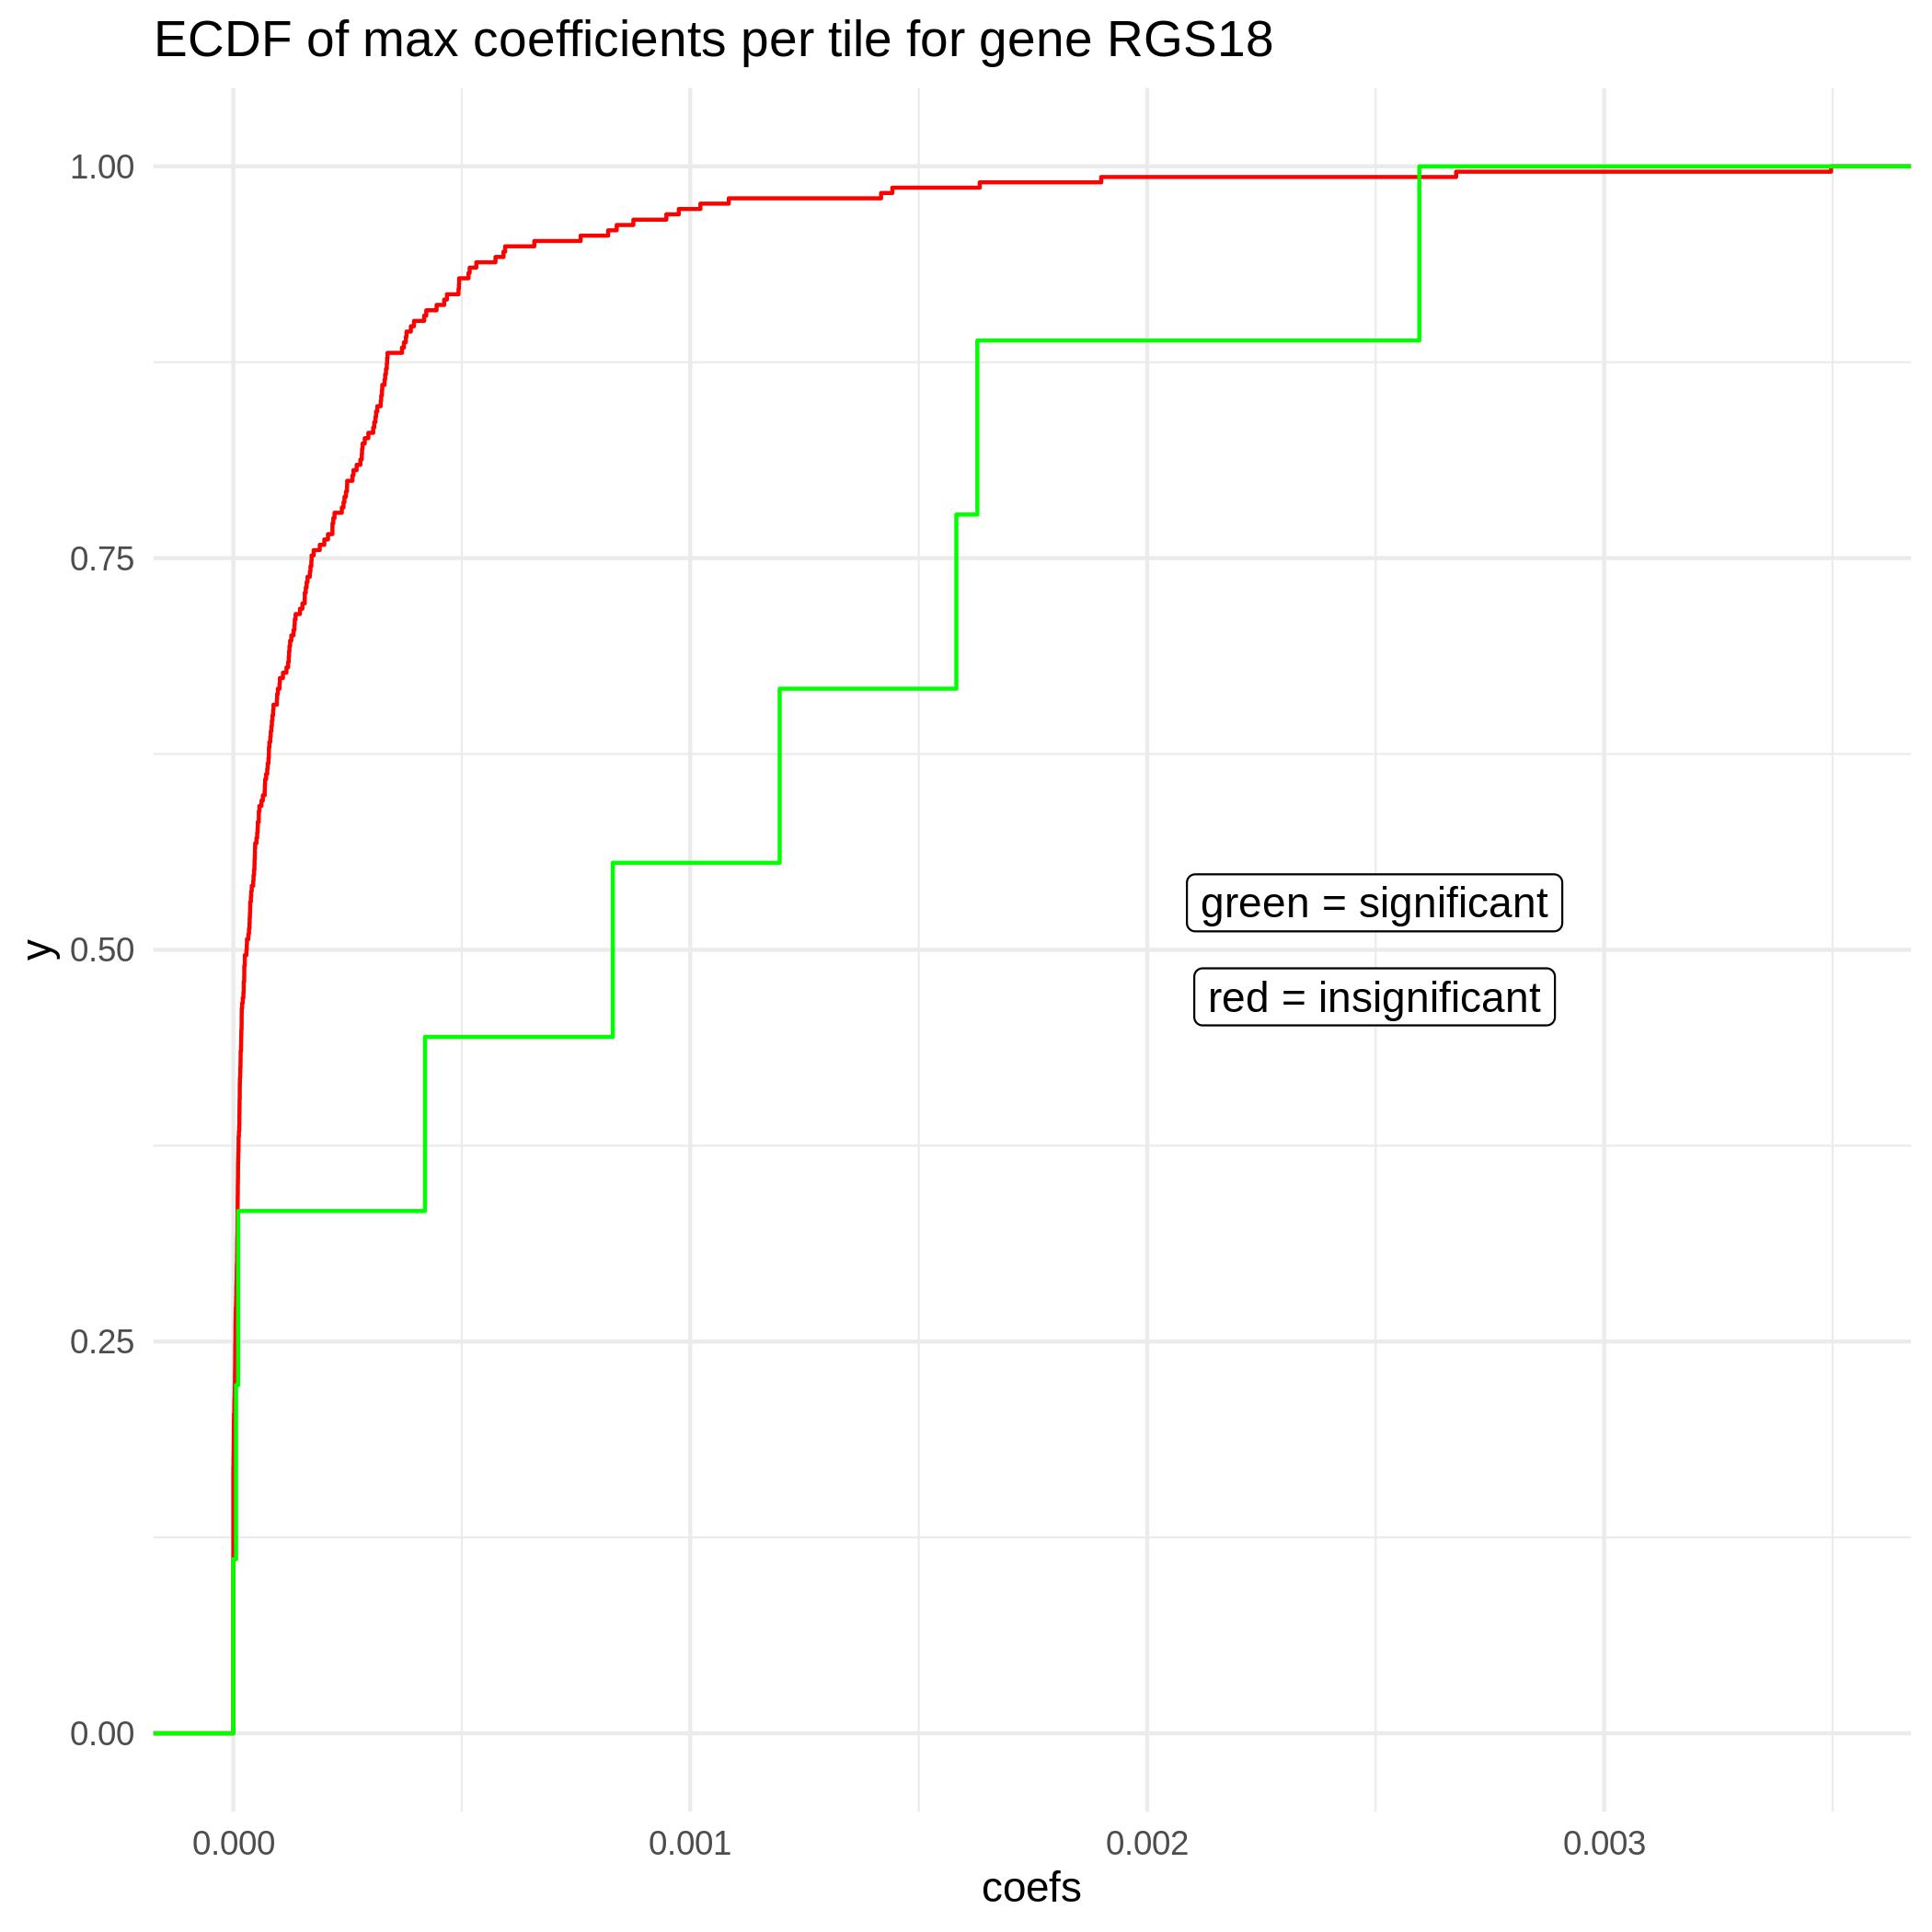 ECDF of max coefficients per tile for gene RGS18
y
1.00
0.75
0.50
0.25
0.00
green = significant
red = insignificant
0.000 0.001 0.002 0.003
coefs